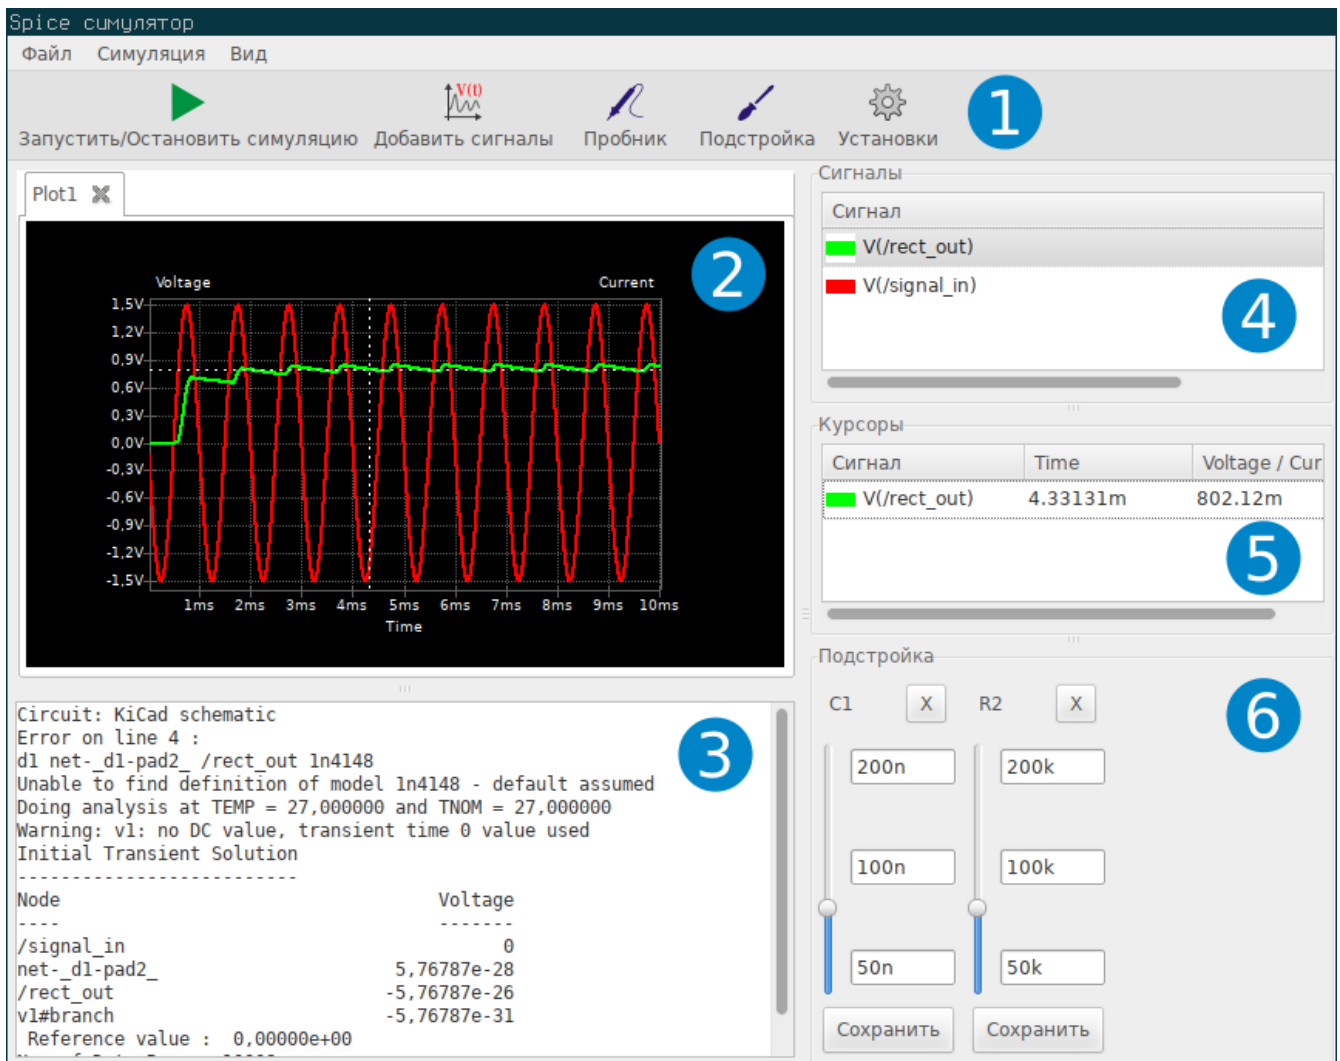 Spice симулятор
Файл Симуляция Вид
Запустить/Остановить симуляцию Добавить сигналы Пробник Подстройка Установки
V(t)
1
Plot1
2
Voltage Current
1,5V
1,2V
0,9V
0,6V
0,3V
0,0V
-0,3V
-0,6V
-0,9V
-1,2V
-1,5V
1ms 2ms 3ms 4ms 5ms 6ms 7ms 8ms 9ms 10ms
Time
Circuit: KiCad schematic
Error on line 4 :
d1 net-_d1-pad2_ /rect_out 1n4148
Unable to find definition of model 1n4148 - default assumed
Doing analysis at TEMP = 27,000000 and TNOM = 27,000000
Warning: v1: no DC value, transient time 0 value used
Initial Transient Solution
--------------------------
Node Voltage
---- -------
/signal_in 0
net-_d1-pad2_ 5,76787e-28
/rect_out -5,76787e-26
v1#branch -5,76787e-31
Reference value : 0,00000e+00
3
Сигналы
Сигнал
V(/rect_out)
V(/signal_in)
4
Курсоры
Сигнал Time Voltage / Cur
V(/rect_out) 4.33131m 802.12m
5
Подстройка
C1 X R2 X
6
200n 200k
100n 100k
50n 50k
Сохранить Сохранить